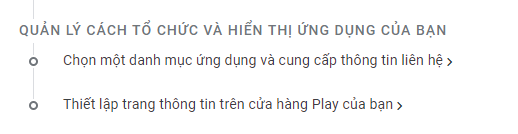 QUẢN LÝ CÁCH TỔ CHỨC VÀ HIỂN THỊ ỨNG DỤNG CỦA BẠN
Chọn một danh mục ứng dụng và cung cấp thông tin liên hệ >
Thiết lập trang thông tin trên cửa hàng Play của bạn >